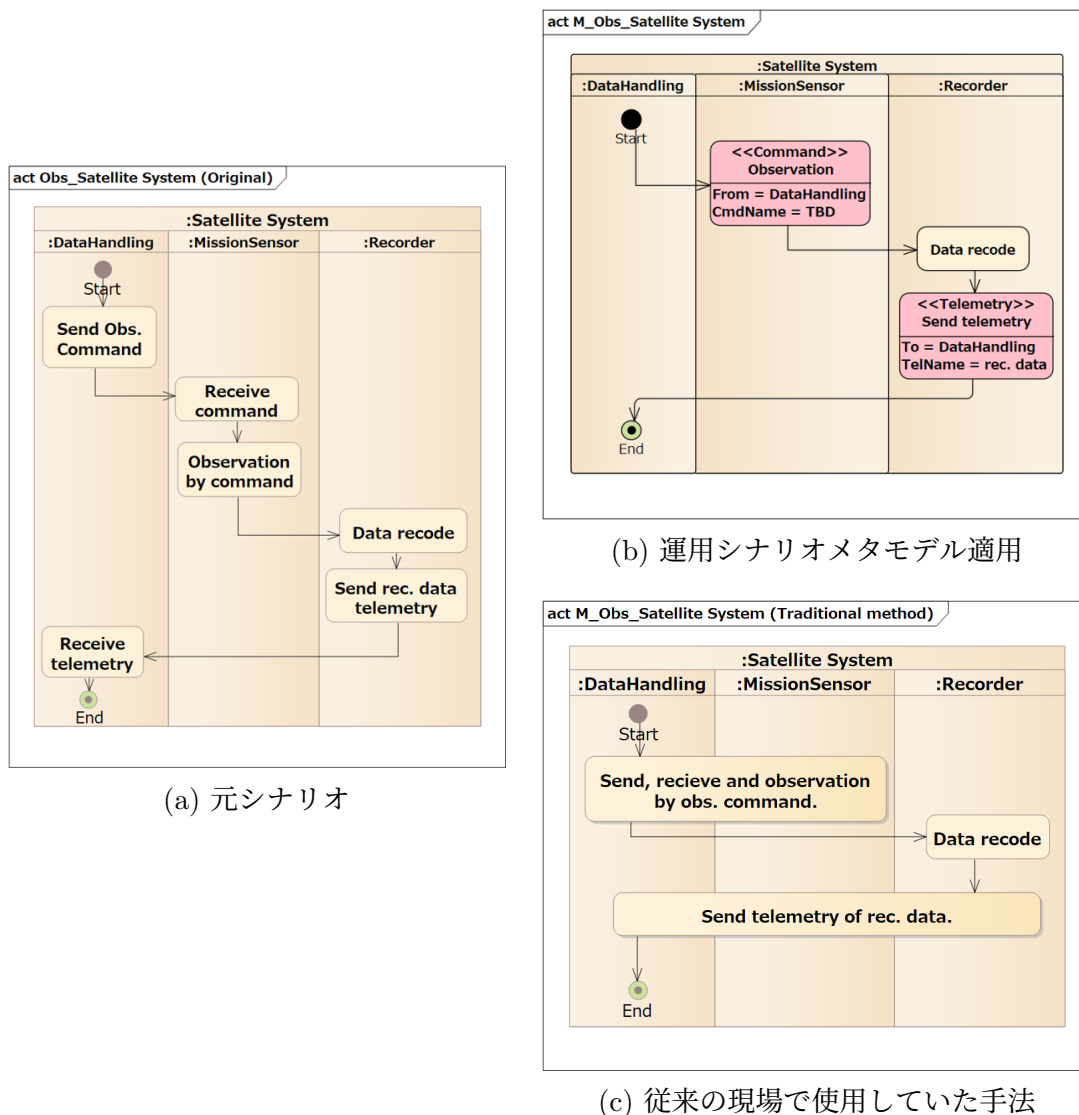 act Obs_Satellite System (Original)
:Satellite System
:DataHandling
:MissionSensor
:Recorder
Start
Send Obs.
Command
Receive
command
Observation
by command
Data recode
Send rec. data
telemetry
Receive
telemetry
End
(a) 元シナリオ
act M_Obs_Satellite System
:Satellite System
:DataHandling
:MissionSensor
:Recorder
Start
<<Command>>
Observation
From = DataHandling
CmdName = TBD
Data recode
<<Telemetry>>
Send telemetry
To = DataHandling
TelName = rec. data
End
(b) 運用シナリオメタモデル適用
act M_Obs_Satellite System (Traditional method)
:Satellite System
:DataHandling
:MissionSensor
:Recorder
Start
Send, recieve and observation
by obs. command.
Data recode
Send telemetry of rec. data.
End
(c) 従来の現場で使用していた手法